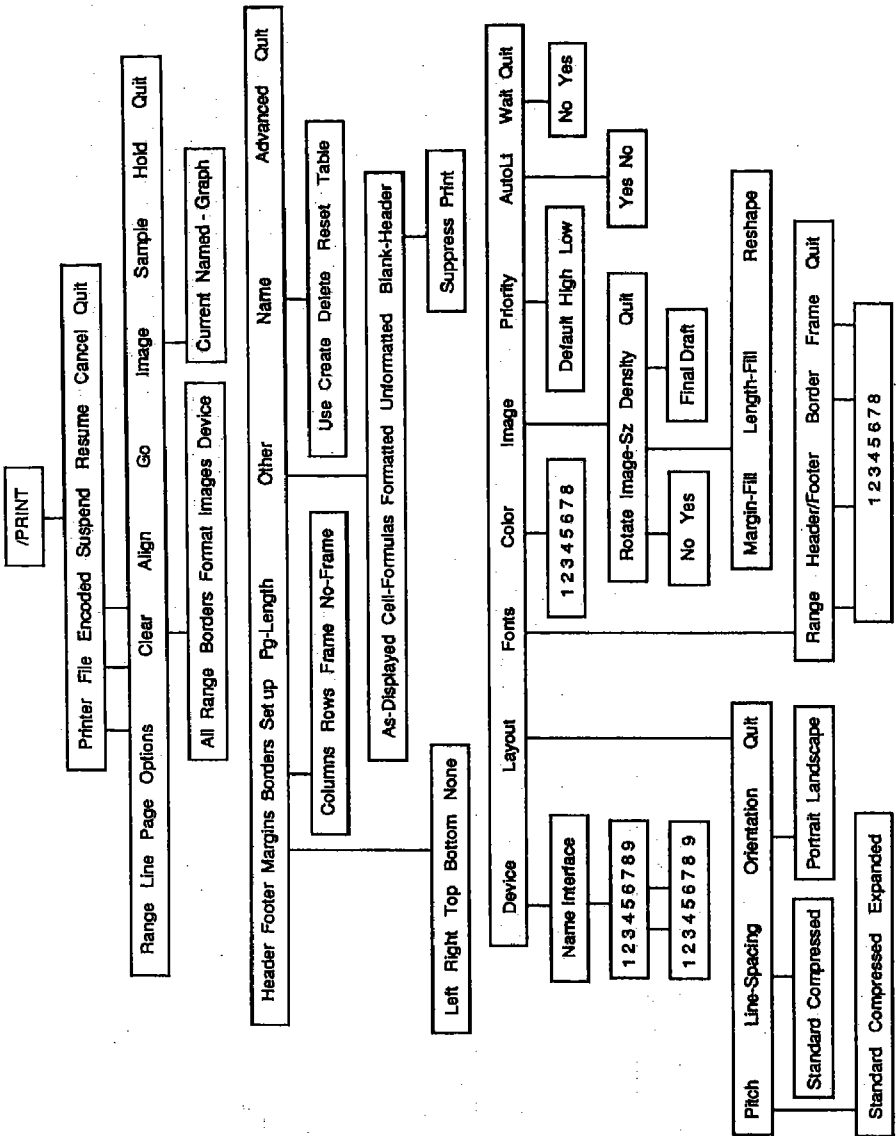 /PRINT
Printer File Encoded Suspend Resume Cancel Quit
Range Line Page Options Clear Align Go Image Sample Hold Quit
All Range Borders Format Images Device
Current Named - Graph
Header Footer Margins Borders Set up Pg-Length Other Name Advanced Quit
Columns Rows Frame No-Frame
Use Create Delete Reset Table
As-Displayed Cell-Formulas Formatted Unformatted Blank-Header
Left Right Top Bottom None
Suppress Print
Device Layout Fonts Color Image Priority AutoLt Wait Quit
Name Interface
1 2 3 4 5 6 7 8
Default High Low
Yes No
No Yes
1 2 3 4 5 6 7 8 9
Rotate Image-Sz Density Quit
1 2 3 4 5 6 7 8 9
No Yes
Final Draft
Margin-Fill Length-Fill Reshape
Pitch Line-Spacing Orientation Quit
Range Header/Footer Border Frame Quit
Standard Compressed
Portrait Landscape
Standard Compressed Expanded
1 2 3 4 5 6 7 8